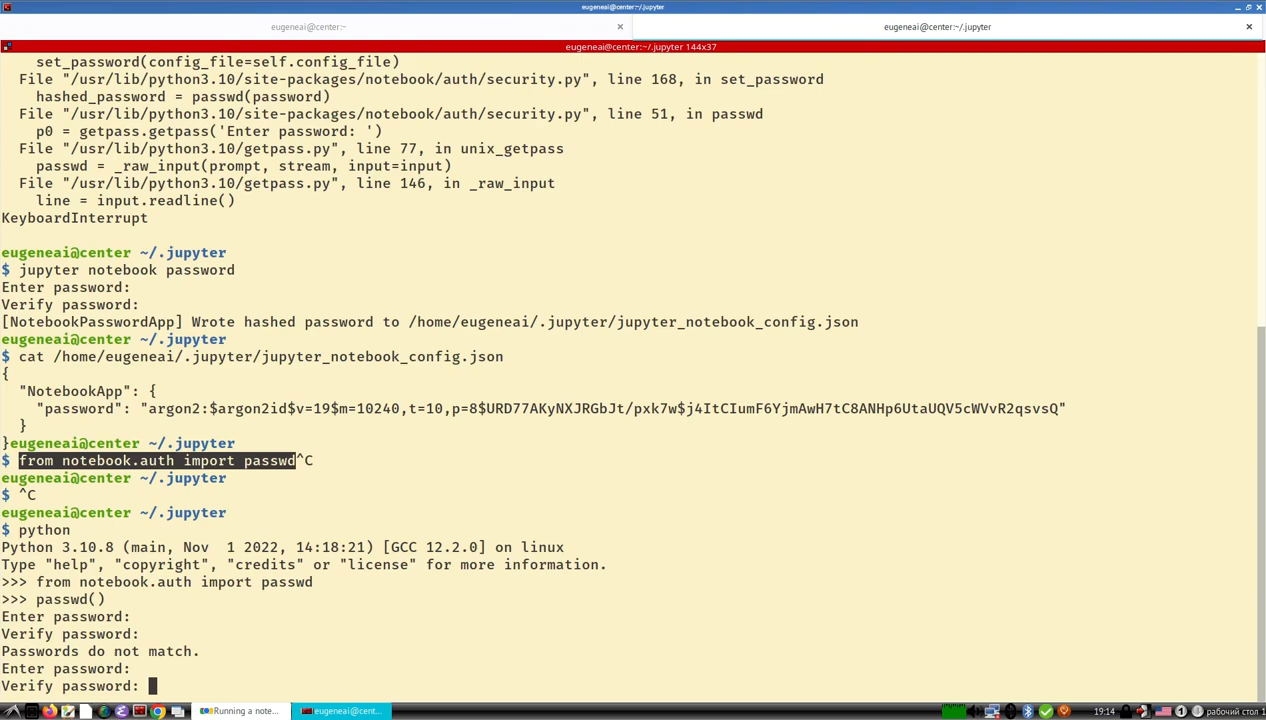 eugeneai@center:~/.jupyter
eugeneai@center:~
eugeneai@center:~/.jupyter
eugeneai@center:~/.jupyter 144x37
    set_password(config_file=self.config_file)
  File "/usr/lib/python3.10/site-packages/notebook/auth/security.py", line 168, in set_password
    hashed_password = passwd(password)
  File "/usr/lib/python3.10/site-packages/notebook/auth/security.py", line 51, in passwd
    p0 = getpass.getpass('Enter password: ')
  File "/usr/lib/python3.10/getpass.py", line 77, in unix_getpass
    passwd = _raw_input(prompt, stream, input=input)
  File "/usr/lib/python3.10/getpass.py", line 146, in _raw_input
    line = input.readline()
KeyboardInterrupt
eugeneai@center ~/.jupyter
$ jupyter notebook password
Enter password:
Verify password:
[NotebookPasswordApp] Wrote hashed password to /home/eugeneai/.jupyter/jupyter_notebook_config.json
eugeneai@center ~/.jupyter
$ cat /home/eugeneai/.jupyter/jupyter_notebook_config.json
{
  "NotebookApp": {
    "password": "argon2:$argon2id$v=19$m=10240,t=10,p=8$URD77AKyNXJRGbJt/pxk7w$j4ItCIumF6YjmAwH7tC8ANHp6UtaUQV5cWVvR2qsvsQ"
  }
}eugeneai@center ~/.jupyter
$ from notebook.auth import passwd^C
eugeneai@center ~/.jupyter
$ ^C
eugeneai@center ~/.jupyter
$ python
Python 3.10.8 (main, Nov  1 2022, 14:18:21) [GCC 12.2.0] on linux
Type "help", "copyright", "credits" or "license" for more information.
>>> from notebook.auth import passwd
>>> passwd()
Enter password:
Verify password:
Passwords do not match.
Enter password:
Verify password:
Running a note... eugeneai@cent... 19:14 рабочий стол 1